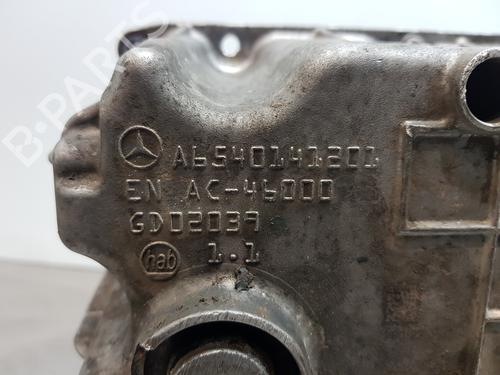 A6540141201
EN AC-46000
GD02039
hab 1.1
B-PARTS